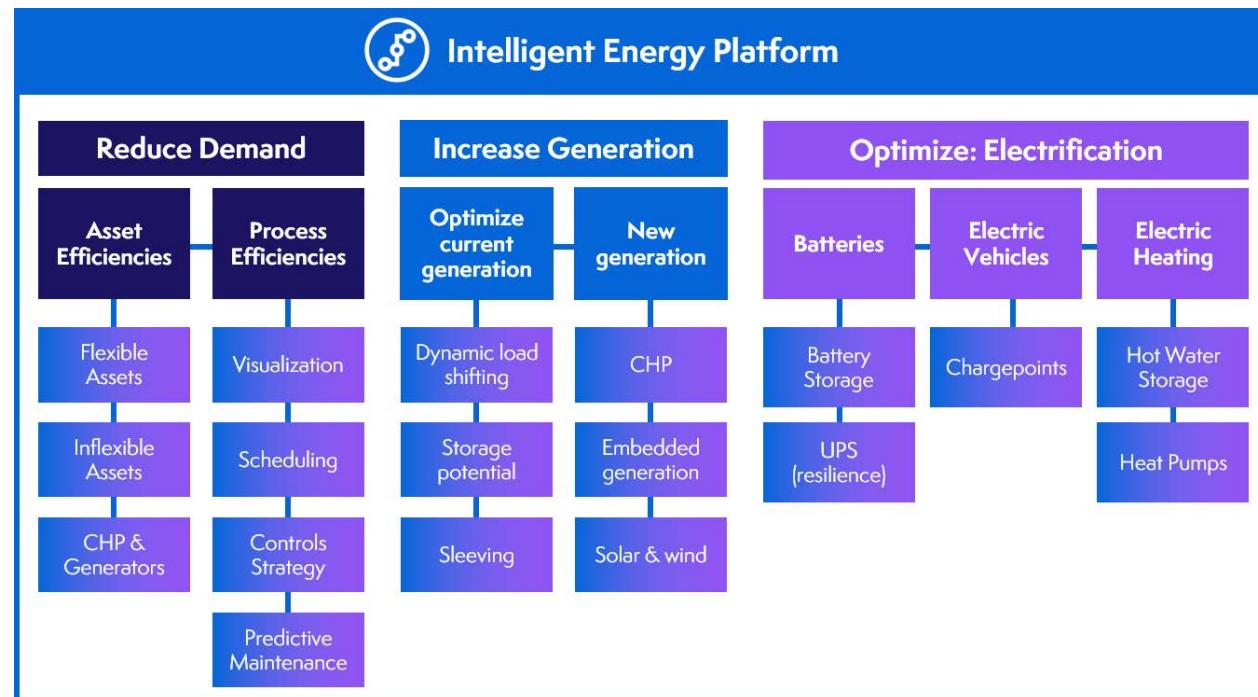 Intelligent Energy Platform
Reduce Demand
Asset
Efficiencies
Process
Efficiencies
Flexible
Assets
Inflexible
Assets
CHP &
Generators
Visualization
Scheduling
Controls
Strategy
Predictive
Maintenance
Increase Generation
Optimize
current
generation
New
generation
Dynamic load
shifting
Storage
potential
Sleeving
CHP
Embedded
generation
Solar & wind
Optimize: Electrification
Batteries
Electric
Vehicles
Electric
Heating
Battery
Storage
UPS
(resilience)
Chargepoints
Hot Water
Storage
Heat Pumps